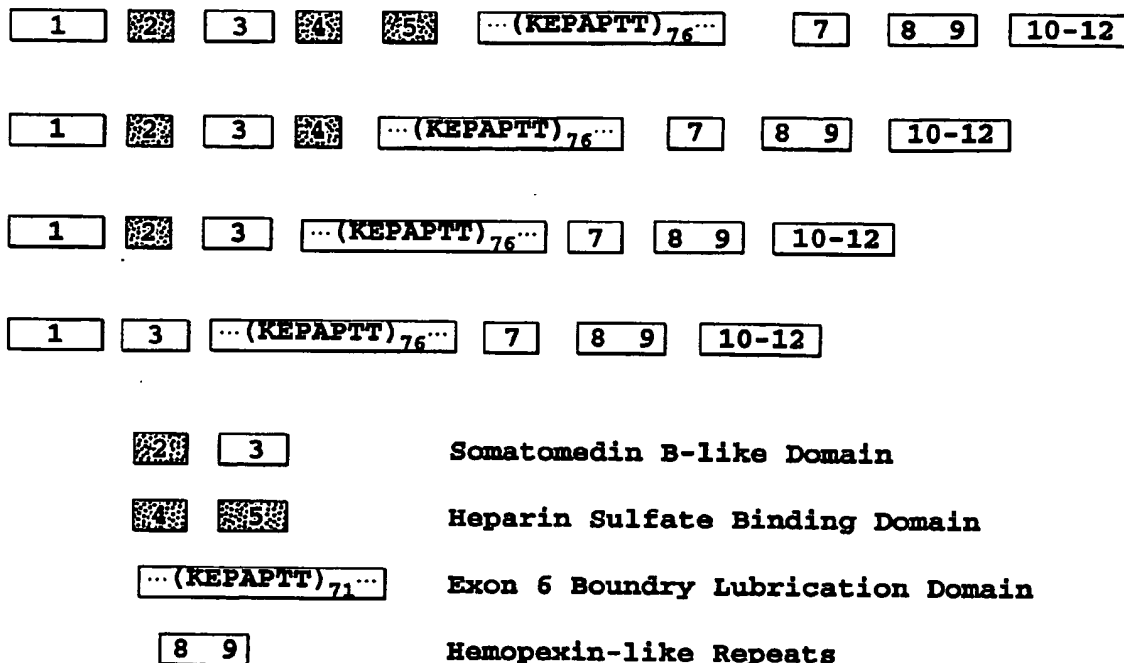 1 2 3 4 5 ...(KEPAPTT)76... 7 8 9 10-12
1 2 3 4 ...(KEPAPTT)76... 7 8 9 10-12
1 2 3 ...(KEPAPTT)76... 7 8 9 10-12
1 3 ...(KEPAPTT)76... 7 8 9 10-12
2 3 Somatomedin B-like Domain
4 5 Heparin Sulfate Binding Domain
...(KEPAPTT)71... Exon 6 Boundry Lubrication Domain
8 9 Hemopexin-like Repeats